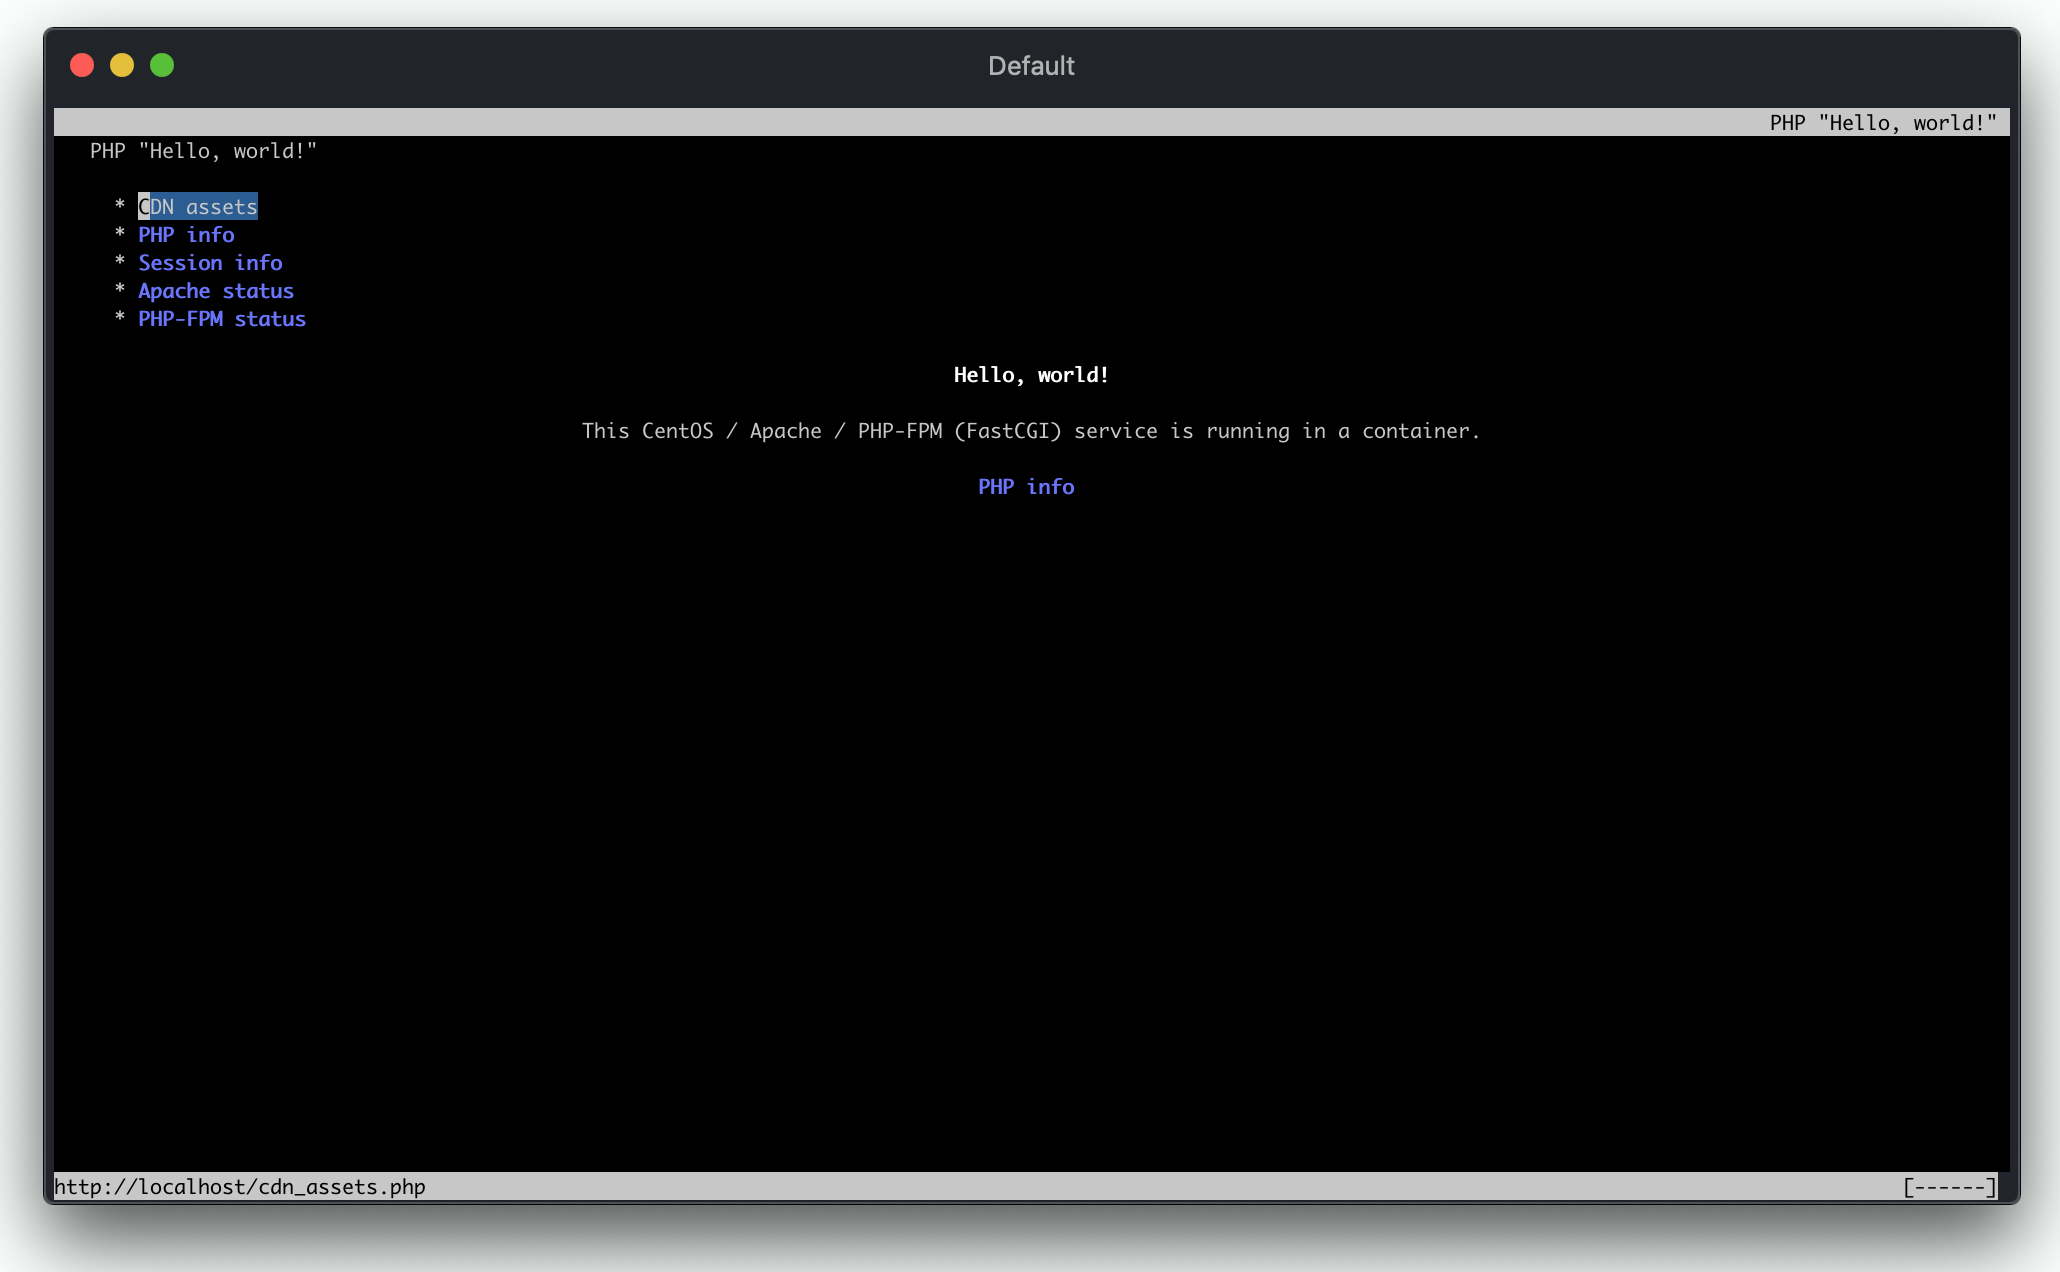 Default
PHP "Hello, world!"
PHP "Hello, world!"
* CDN assets
* PHP info
* Session info
* Apache status
* PHP-FPM status
Hello, world!
This CentOS / Apache / PHP-FPM (FastCGI) service is running in a container.
PHP info
http://localhost/cdn_assets.php [------]